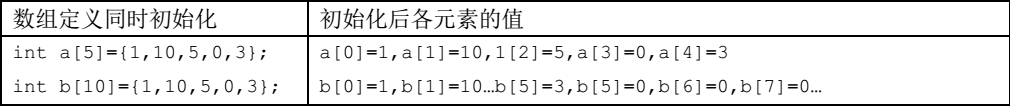 数组定义同时初始化 初始化后各元素的值
int a[5]={1,10,5,0,3}; a[0]=1,a[1]=10,1[2]=5,a[3]=0,a[4]=3
int b[10]={1,10,5,0,3}; b[0]=1,b[1]=10…b[5]=3,b[5]=0,b[6]=0,b[7]=0…